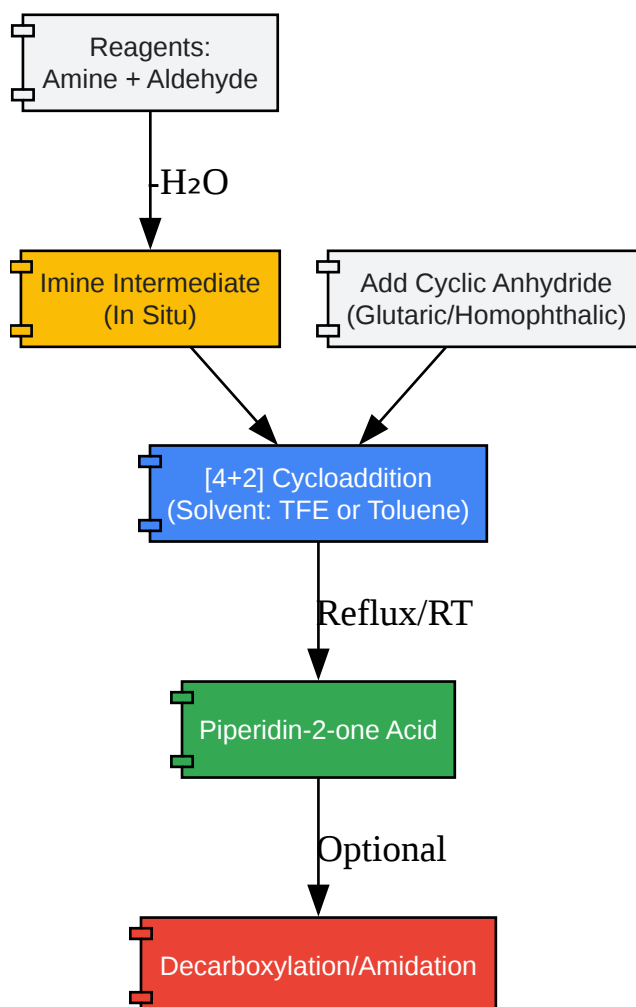 Reagents:
Amine + Aldehyde
-H₂O
Imine Intermediate
(In Situ)
Add Cyclic Anhydride
(Glutaric/Homophthalic)
[4+2] Cycloaddition
(Solvent: TFE or Toluene)
Reflux/RT
Piperidin-2-one Acid
Optional
Decarboxylation/Amidation